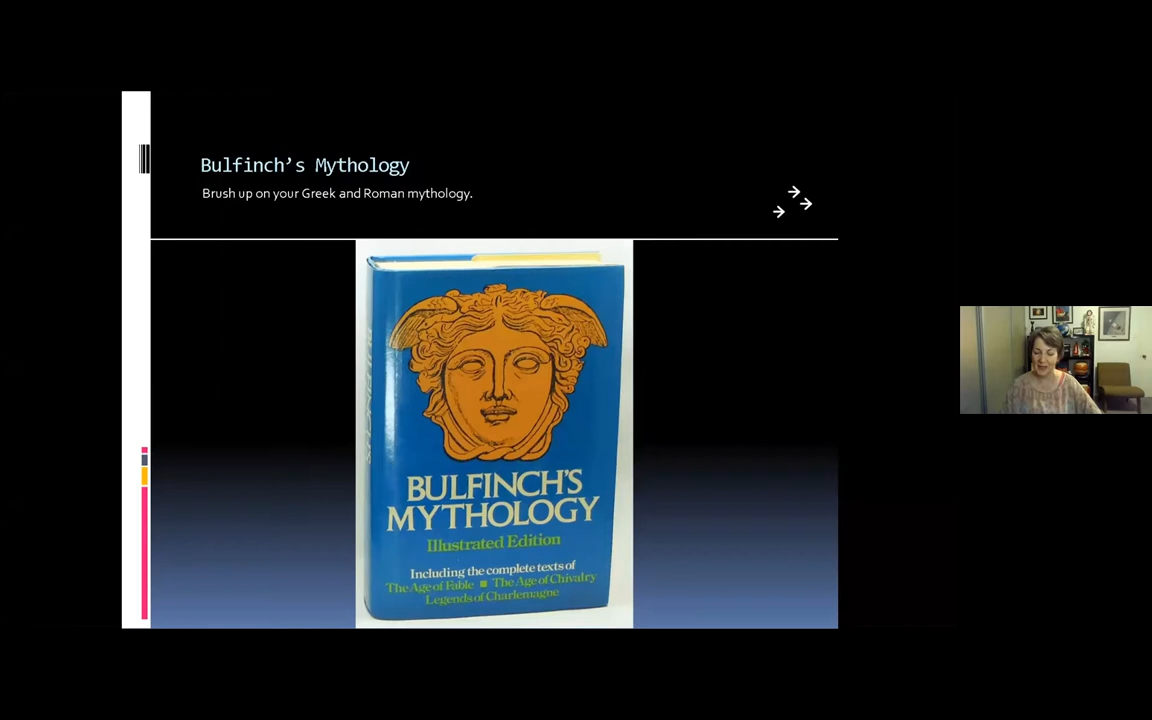 Bulfinch’s Mythology
Brush up on your Greek and Roman mythology.
BULFINCH'S
MYTHOLOGY
Illustrated Edition
Including the complete texts of
The Age of Fable ■ The Age of Chivalry
Legends of Charlemagne